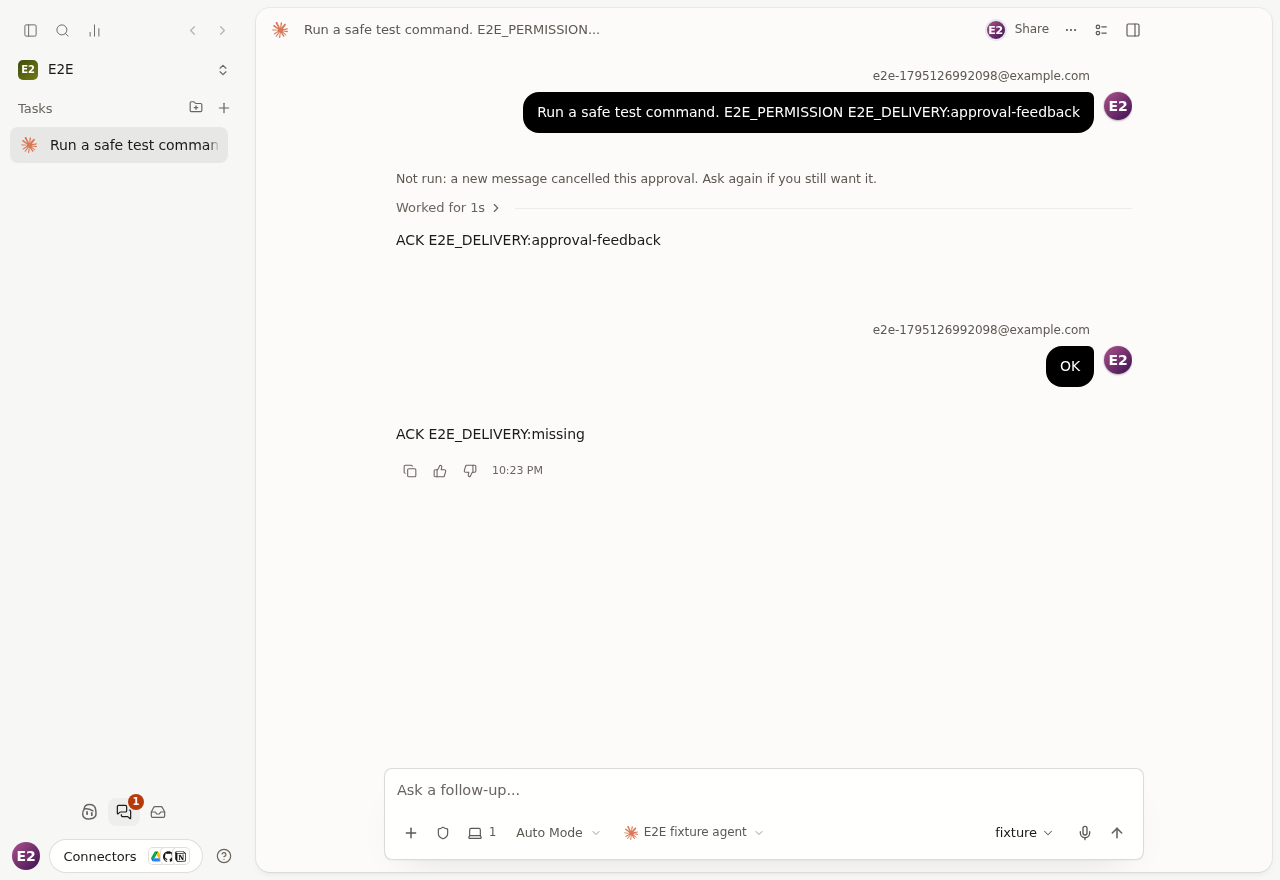 Run a safe test command. E2E_PERMISSION...
E2 Share
E2 E2E
Tasks
Run a safe test comman
e2e-1795126992098@example.com
Run a safe test command. E2E_PERMISSION E2E_DELIVERY:approval-feedback
E2
Not run: a new message cancelled this approval. Ask again if you still want it.
Worked for 1s
ACK E2E_DELIVERY:approval-feedback
e2e-1795126992098@example.com
OK
E2
ACK E2E_DELIVERY:missing
10:23 PM
Ask a follow-up...
1 Auto Mode E2E fixture agent fixture
1
E2 Connectors